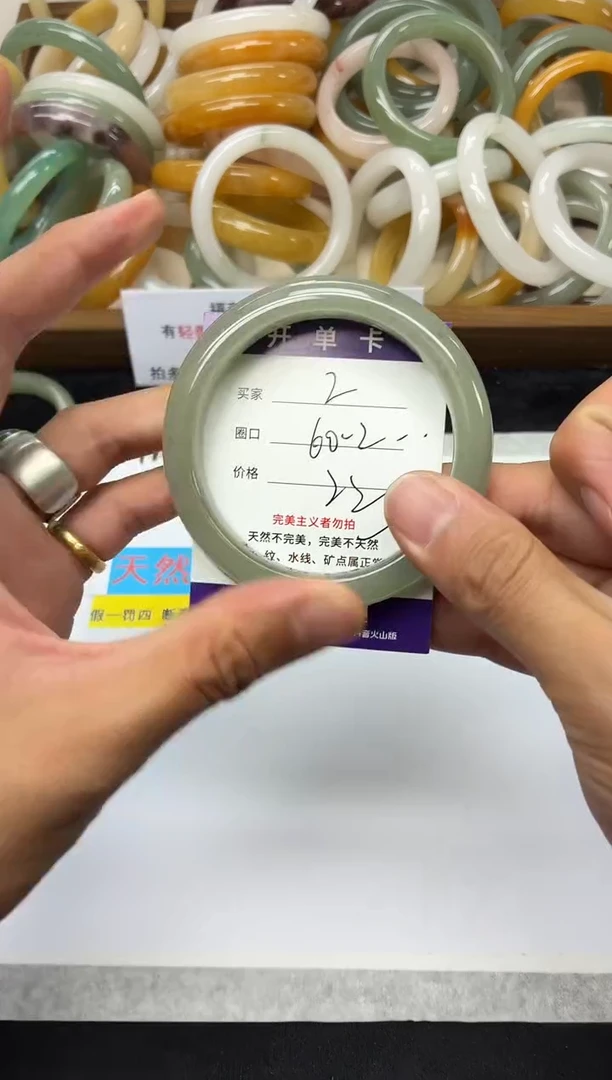 有轻
拍
开单卡
买家 2
圈口 60-2
价格
完美主义者勿拍
天然不完美，完美不天然
纹、水线、矿点属正常
火山版
天然
假一罚四 断